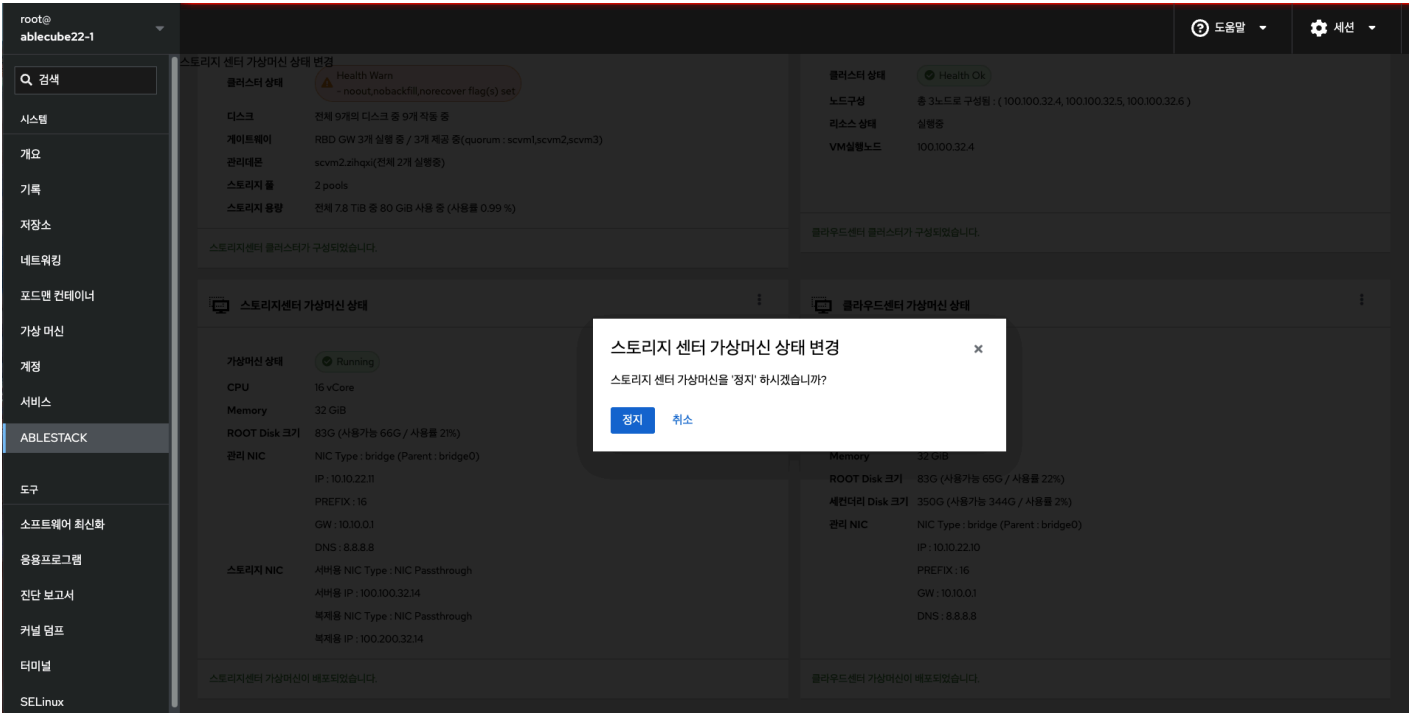 root@
ablecube22-1
도움말
세션
검색
시스템
개요
기록
저장소
네트워킹
포드맨 컨테이너
가상 머신
계정
서비스
ABLESTACK
도구
소프트웨어 최신화
응용프로그램
진단 보고서
커널 덤프
터미널
SELinux
스토리지 센터 가상머신 상태 변경
클러스터 상태
Health Warn
- noout,nobackfill,norecover flag(s) set
디스크 전체 9개의 디스크 중 9개 작동 중
게이트웨이 RBD GW 3개 실행 중 / 3개 제공 중(quorum : scvm1,scvm2,scvm3)
관리데몬 scvm2.zihqxi(전체 2개 실행중)
스토리지 풀 2 pools
스토리지 용량 전체 7.8 TiB 중 80 GiB 사용 중 (사용률 0.99 %)
스토리지센터 클러스터가 구성되었습니다.
클러스터 상태 Health Ok
노드구성 총 3노드로 구성됨 : ( 100.100.32.4, 100.100.32.5, 100.100.32.6 )
리소스 상태 실행중
VM실행노드 100.100.32.4
클라우드센터 클러스터가 구성되었습니다.
스토리지센터 가상머신 상태
가상머신 상태 Running
CPU 16 vCore
Memory 32 GiB
ROOT Disk 크기 83G (사용가능 66G / 사용률 21%)
관리 NIC NIC Type : bridge (Parent : bridge0)
IP : 10.10.22.11
PREFIX : 16
GW : 10.10.0.1
DNS : 8.8.8.8
스토리지 NIC 서버용 NIC Type : NIC Passthrough
서버용 IP : 100.100.32.14
복제용 NIC Type : NIC Passthrough
복제용 IP : 100.200.32.14
스토리지센터 가상머신이 배포되었습니다.
클라우드센터 가상머신 상태
Memory 32 GiB
ROOT Disk 크기 83G (사용가능 65G / 사용률 22%)
세컨더리 Disk 크기 350G (사용가능 344G / 사용률 2%)
관리 NIC NIC Type : bridge (Parent : bridge0)
IP : 10.10.22.10
PREFIX : 16
GW : 10.10.0.1
DNS : 8.8.8.8
클라우드센터 가상머신이 배포되었습니다.
스토리지 센터 가상머신 상태 변경
스토리지 센터 가상머신을 '정지' 하시겠습니까?
정지 취소